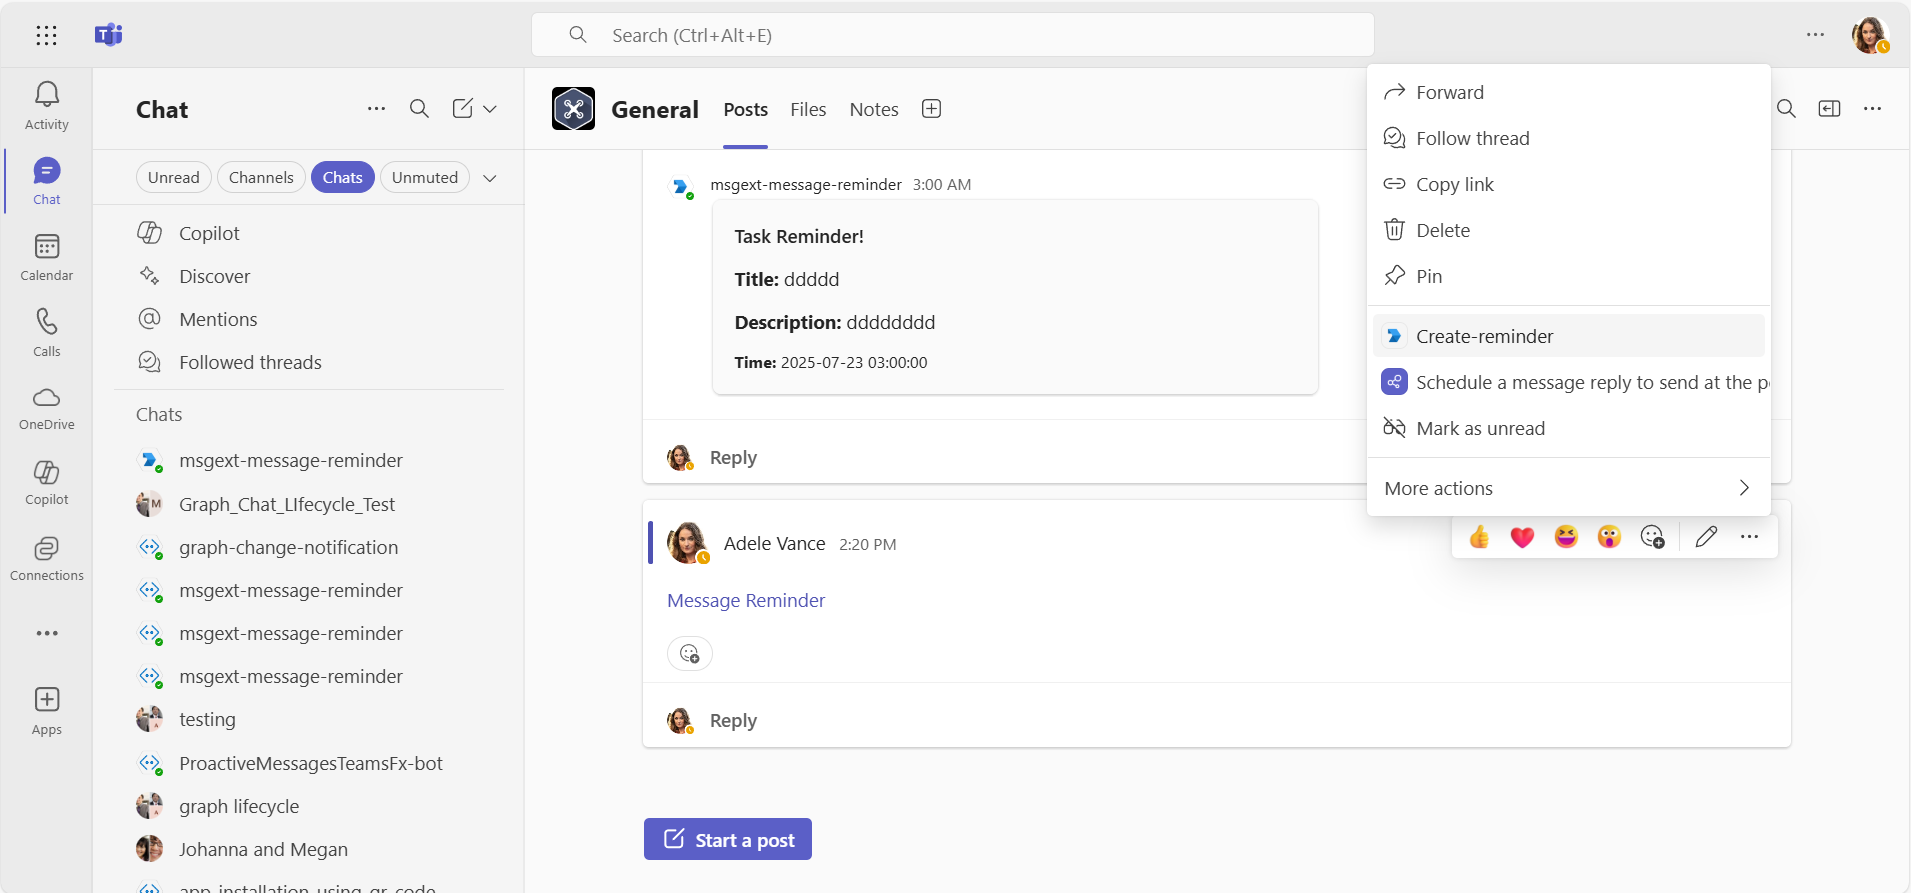 Search (Ctrl+Alt+E)
Activity
Chat
Calendar
Calls
OneDrive
Copilot
Connections
Apps
Chat
Unread
Channels
Chats
Unmuted
Copilot
Discover
Mentions
Followed threads
Chats
msgext-message-reminder
Graph_Chat_LIfecycle_Test
graph-change-notification
msgext-message-reminder
msgext-message-reminder
msgext-message-reminder
testing
ProactiveMessagesTeamsFx-bot
graph lifecycle
Johanna and Megan
app-installation-using-qr-code
General
Posts
Files
Notes
msgext-message-reminder 3:00 AM
Task Reminder!
Title: ddddd
Description: dddddddd
Time: 2025-07-23 03:00:00
Reply
Adele Vance 2:20 PM
Message Reminder
Reply
Start a post
Forward
Follow thread
Copy link
Delete
Pin
Create-reminder
Schedule a message reply to send at the
Mark as unread
More actions